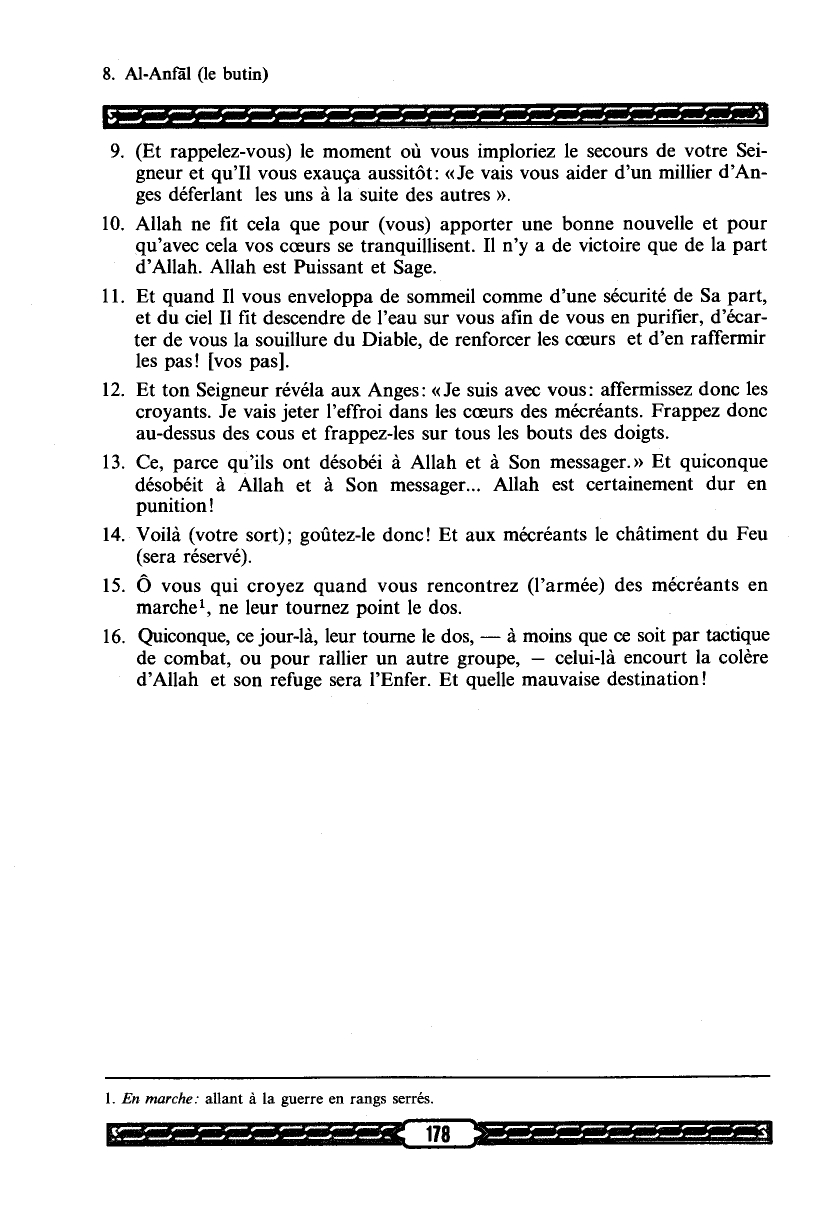 8. Al-Anfāl (le butin)
9. (Et rappelez-vous) le moment où vous imploriez le secours de votre Sei-
gneur et qu'Il vous exauça aussitôt: «Je vais vous aider d'un millier d'An-
ges déferlant les uns à la suite des autres ».
10. Allah ne fit cela que pour (vous) apporter une bonne nouvelle et pour
qu'avec cela vos cœurs se tranquillisent. Il n'y a de victoire que de la part
d'Allah. Allah est Puissant et Sage.
11. Et quand Il vous enveloppa de sommeil comme d'une sécurité de Sa part,
et du ciel Il fit descendre de l'eau sur vous afin de vous en purifier, d'écar-
ter de vous la souillure du Diable, de renforcer les cœurs et d'en raffermir
les pas! [vos pas].
12. Et ton Seigneur révéla aux Anges: «Je suis avec vous: affermissez donc les
croyants. Je vais jeter l'effroi dans les cœurs des mécréants. Frappez donc
au-dessus des cous et frappez-les sur tous les bouts des doigts.
13. Ce, parce qu'ils ont désobéi à Allah et à Son messager.» Et quiconque
désobéit à Allah et à Son messager... Allah est certainement dur en
punition!
14. Voilà (votre sort); goûtez-le donc! Et aux mécréants le châtiment du Feu
(sera réservé).
15. Ô vous qui croyez quand vous rencontrez (l'armée) des mécréants en
marche¹, ne leur tournez point le dos.
16. Quiconque, ce jour-là, leur tourne le dos, — à moins que ce soit par tactique
de combat, ou pour rallier un autre groupe, — celui-là encourt la colère
d'Allah et son refuge sera l'Enfer. Et quelle mauvaise destination!
1. En marche: allant à la guerre en rangs serrés.
178